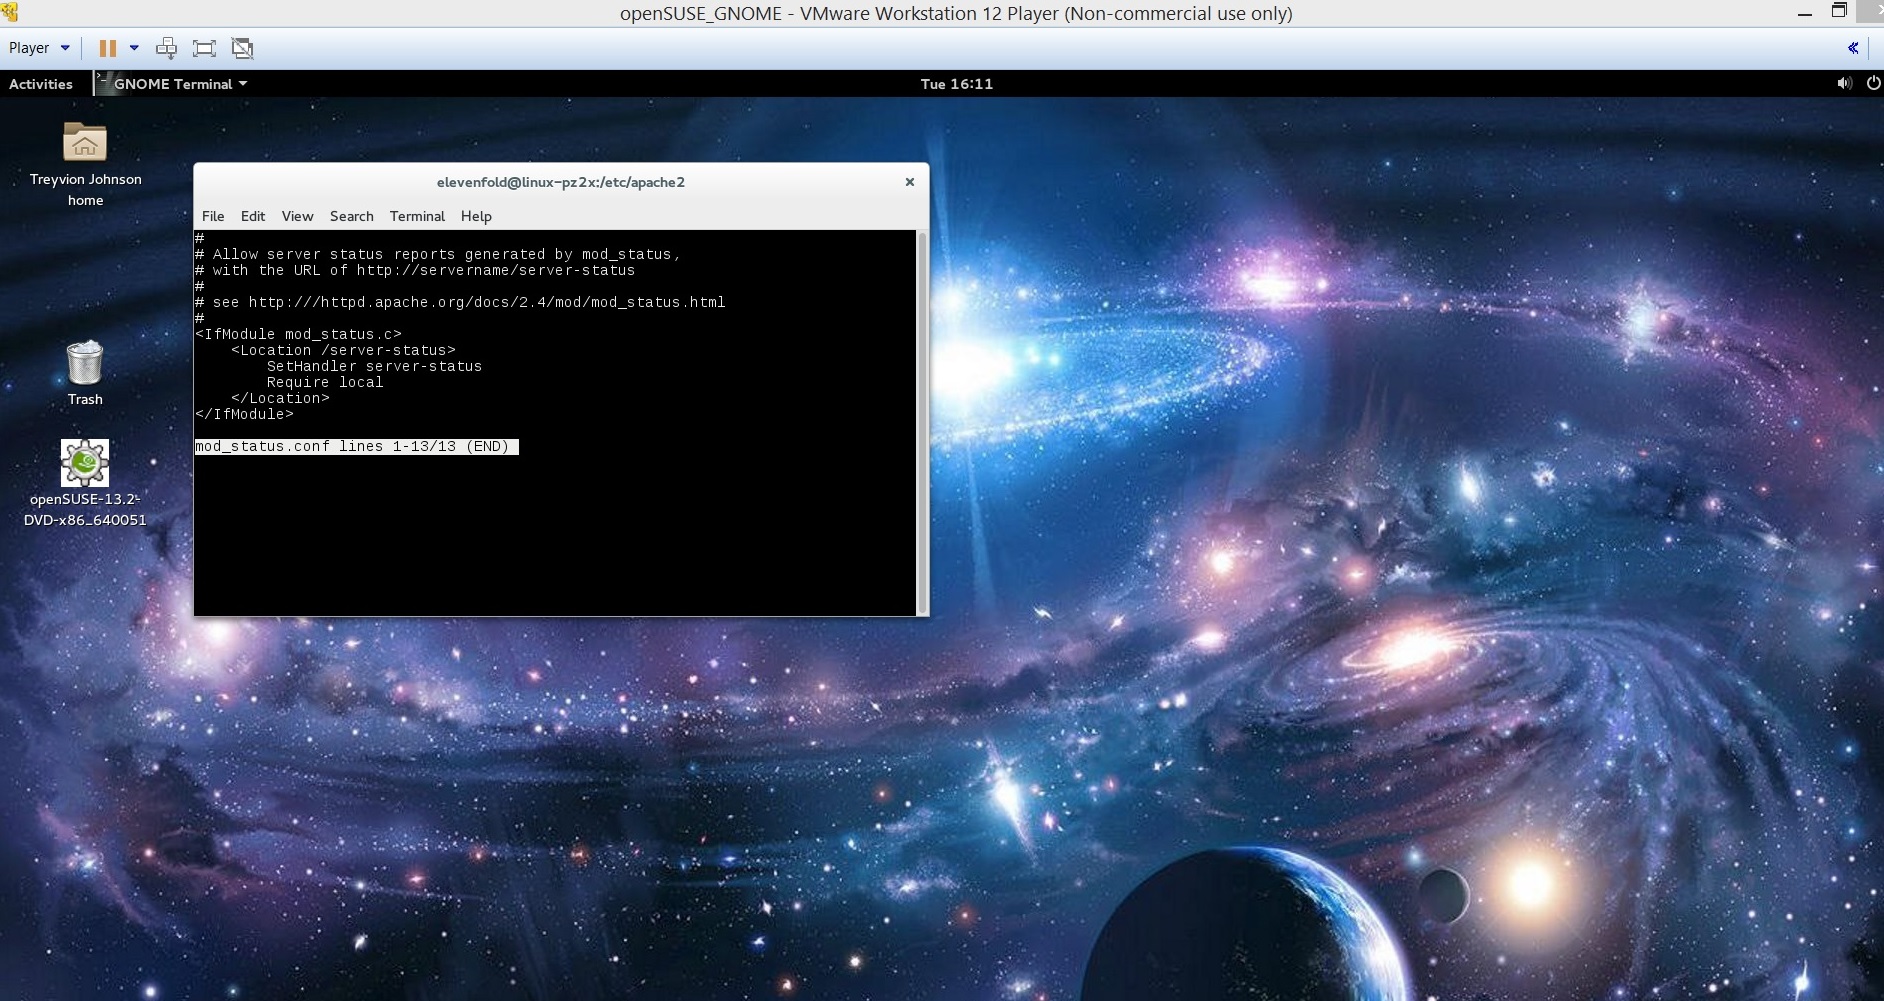 openSUSE_GNOME - VMware Workstation 12 Player (Non-commercial use only)
Player
Activities
GNOME Terminal
Tue 16:11
Treyvion Johnson
home
Trash
openSUSE-13.2-
DVD-x86_640051
elevenfold@linux-pz2x:/etc/apache2
File Edit View Search Terminal Help
#
# Allow server status reports generated by mod_status,
# with the URL of http://servername/server-status
#
# see http:///httpd.apache.org/docs/2.4/mod/mod_status.html
#
<IfModule mod_status.c>
    <Location /server-status>
        SetHandler server-status
        Require local
    </Location>
</IfModule>
mod_status.conf lines 1-13/13 (END)